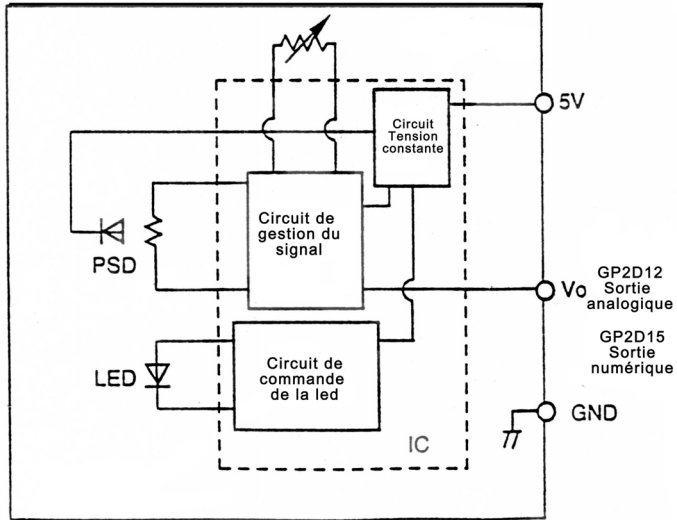 5V
Circuit
Tension
constante
Circuit de
gestion du
signal
PSD
Vo
GP2D12
Sortie
analogique
GP2D15
Sortie
numérique
LED
Circuit de
commande
de la led
GND
IC